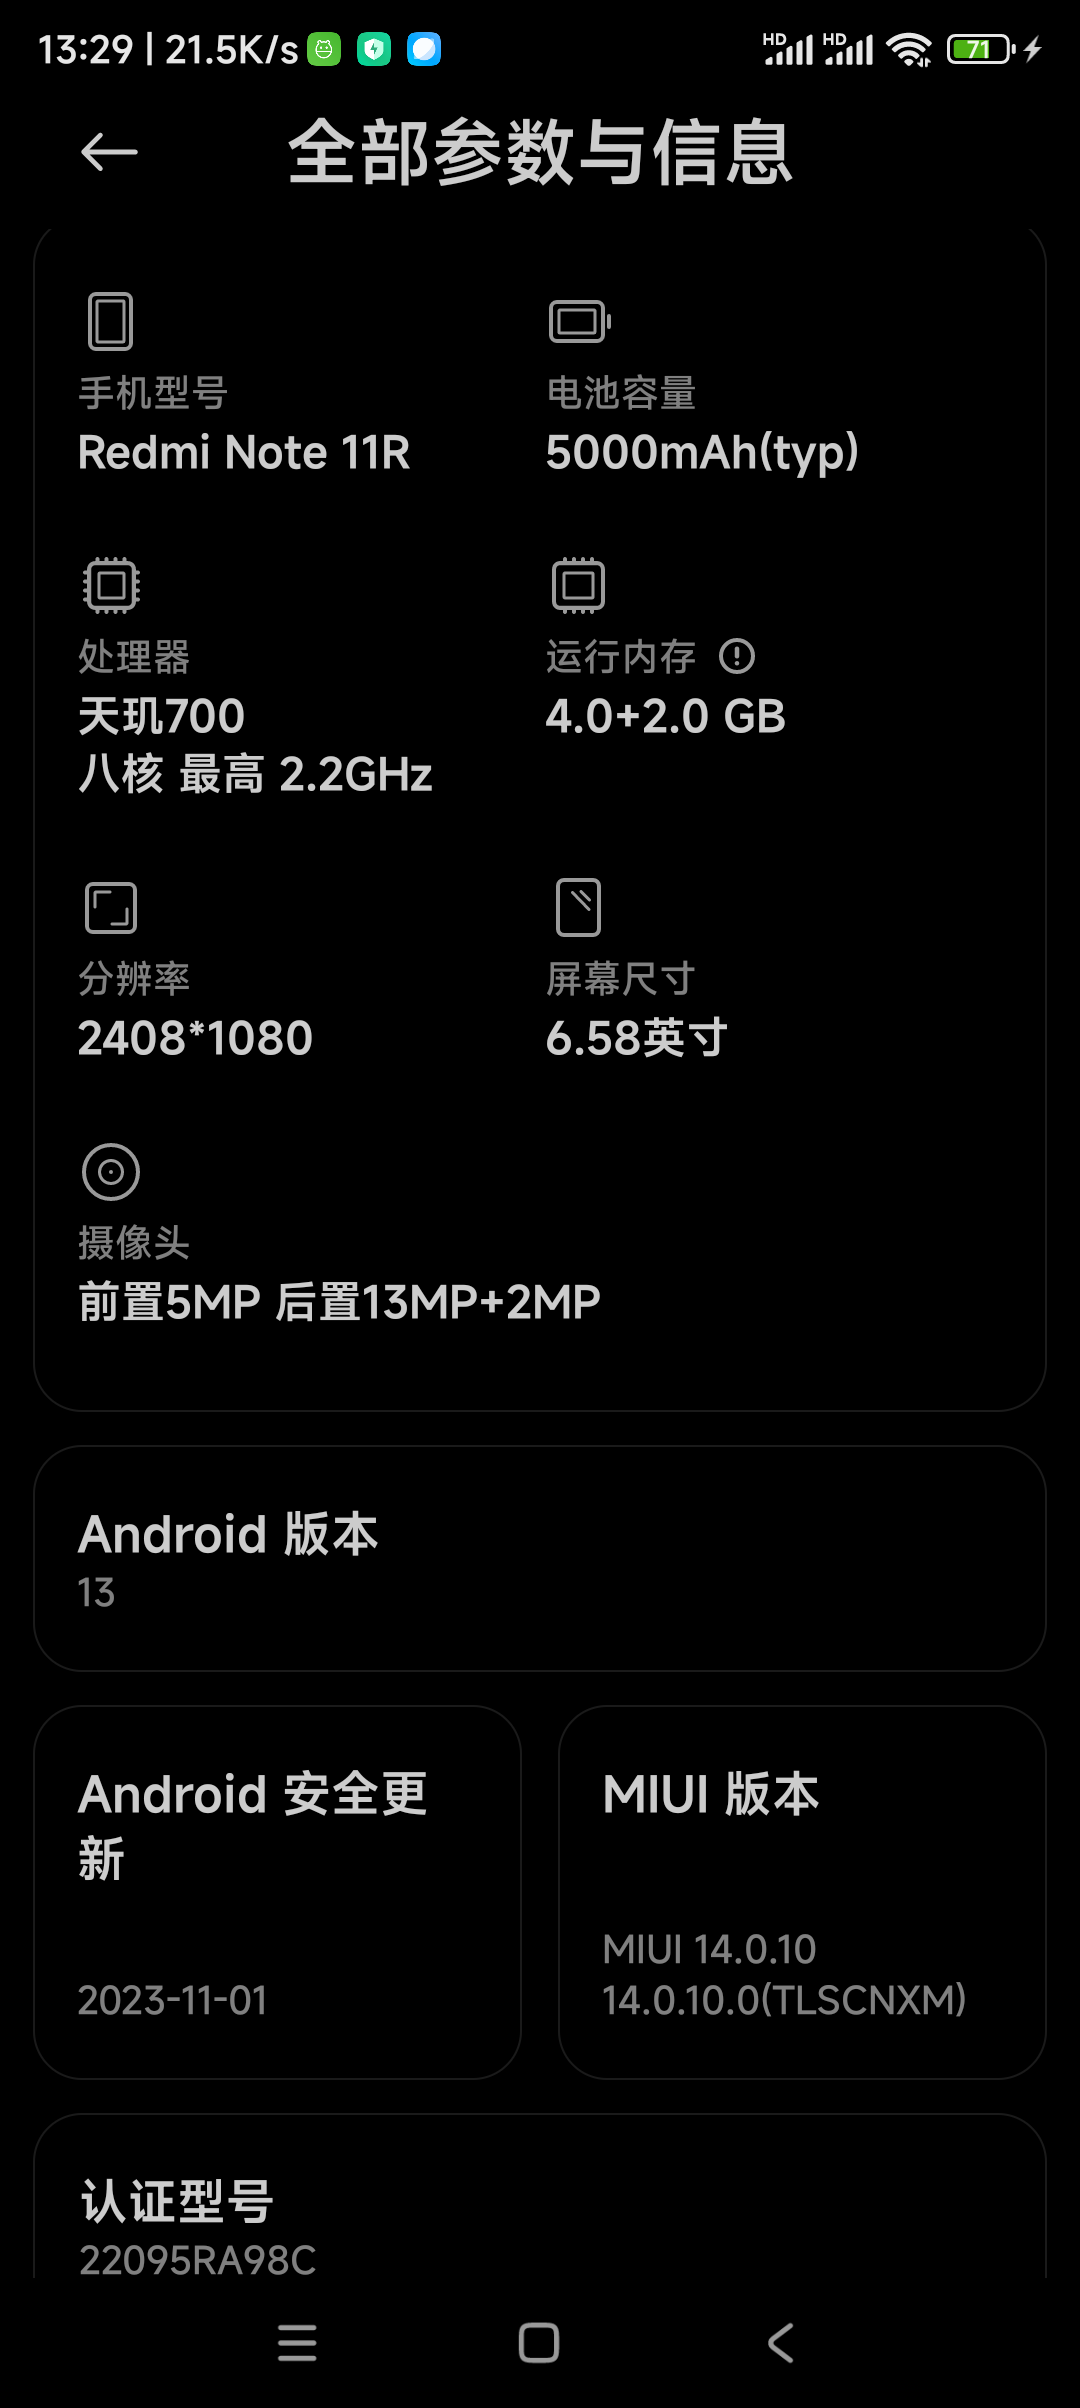 13:29 | 21.5K/s HD HD 71
全部参数与信息
手机型号
Redmi Note 11R
电池容量
5000mAh(typ)
处理器
天玑700
八核 最高 2.2GHz
运行内存
4.0+2.0 GB
分辨率
2408*1080
屏幕尺寸
6.58英寸
摄像头
前置5MP 后置13MP+2MP
Android 版本
13
Android 安全更
新
2023-11-01
MIUI 版本
MIUI 14.0.10
14.0.10.0(TLSCNXM)
认证型号
22095RA98C